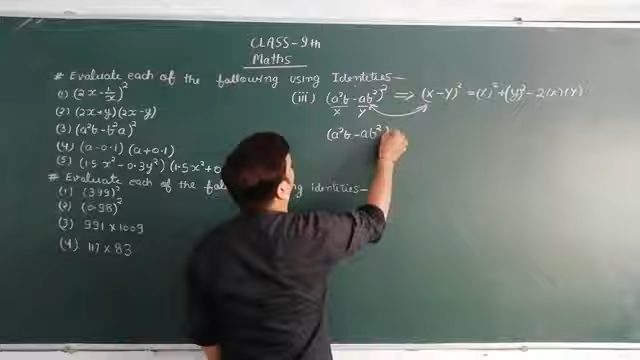 CLASS-9th
Maths
# Evaluate each of the following using Identities-
(1) (2x - 1/x)²
(2) (2x+y) (2x-y)
(3) (a²b - b²a)²
(4) (a-0.1) (a+0.1)
(5) (1.5x² - 0.3y²) (1.5x²+0
# Evaluate each of the fol ing Identities-
(1) (399)²
(2) (0.98)²
(3) 991 x 1009
(4) 117 x 83
(iii) (a²b - ab²)² ⇒ (x-y)² = (x)² + (y)² - 2(x)(y)
x y
(a²b - ab²)